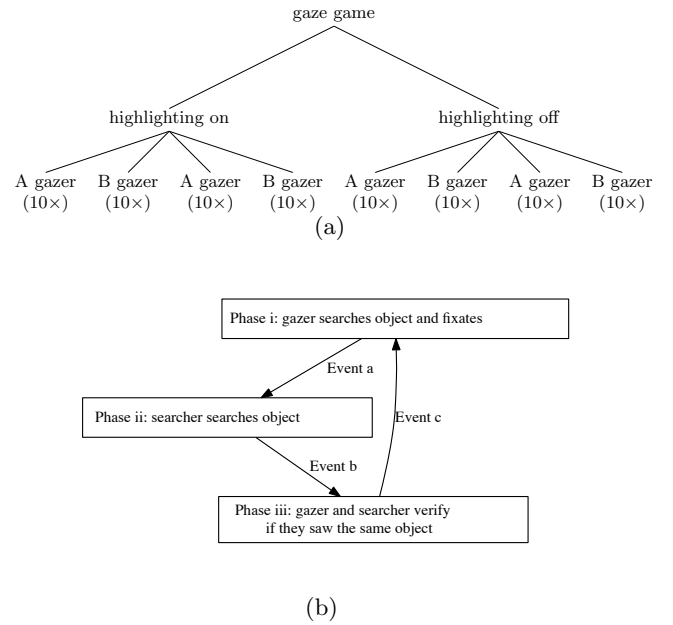 gaze game
highlighting on
highlighting off
A gazer B gazer A gazer B gazer A gazer B gazer A gazer B gazer
(10×) (10×) (10×) (10×) (10×) (10×) (10×) (10×)
(a)
Phase i: gazer searches object and fixates
Event a
Phase ii: searcher searches object
Event c
Event b
Phase iii: gazer and searcher verify
if they saw the same object
(b)